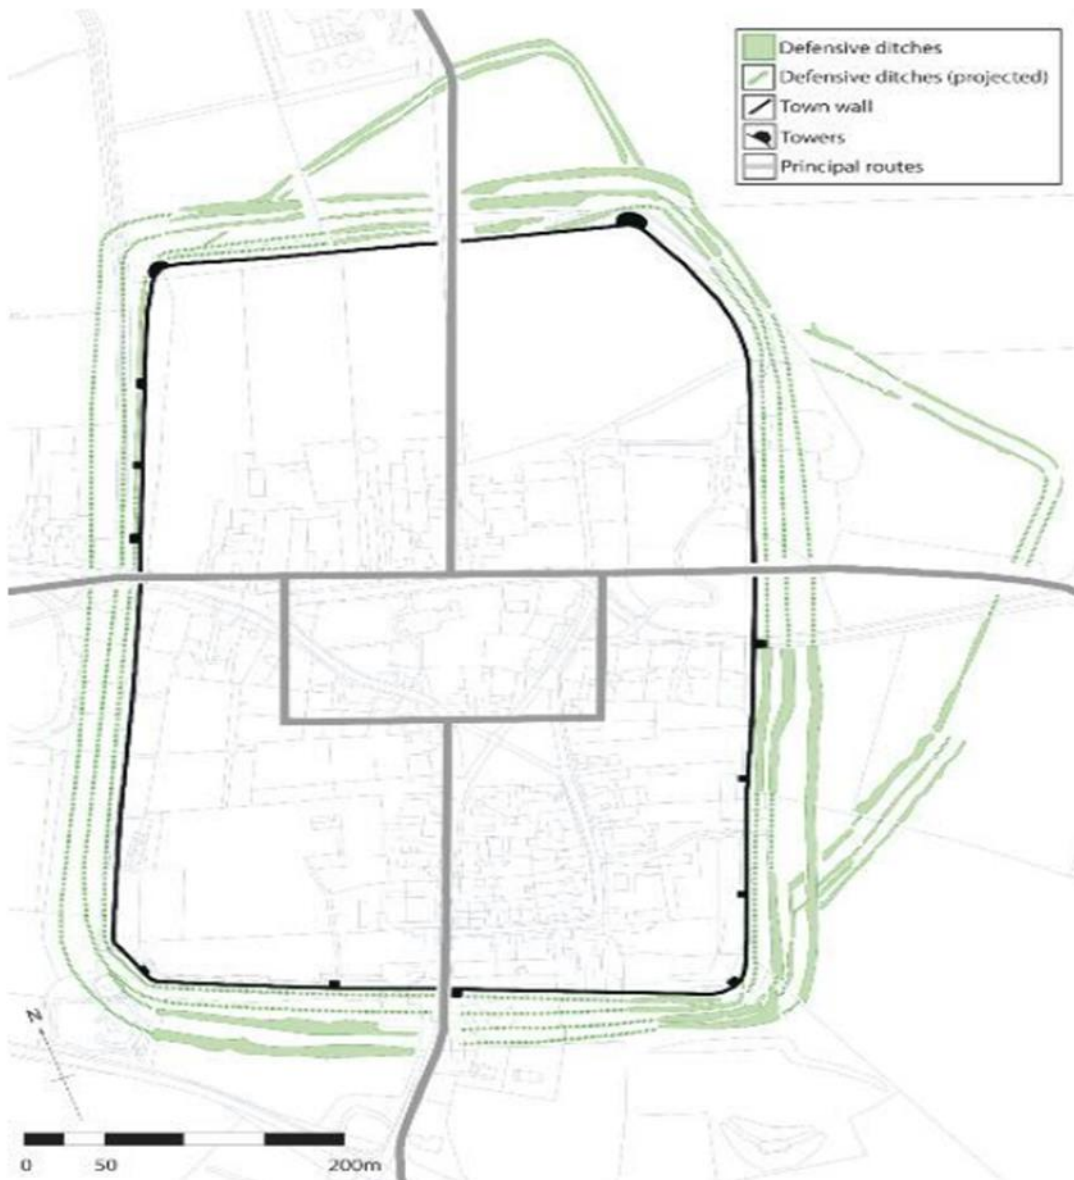 Defensive ditches
Defensive ditches (projected)
Town wall
Towers
Principal routes
N
0 50 200m